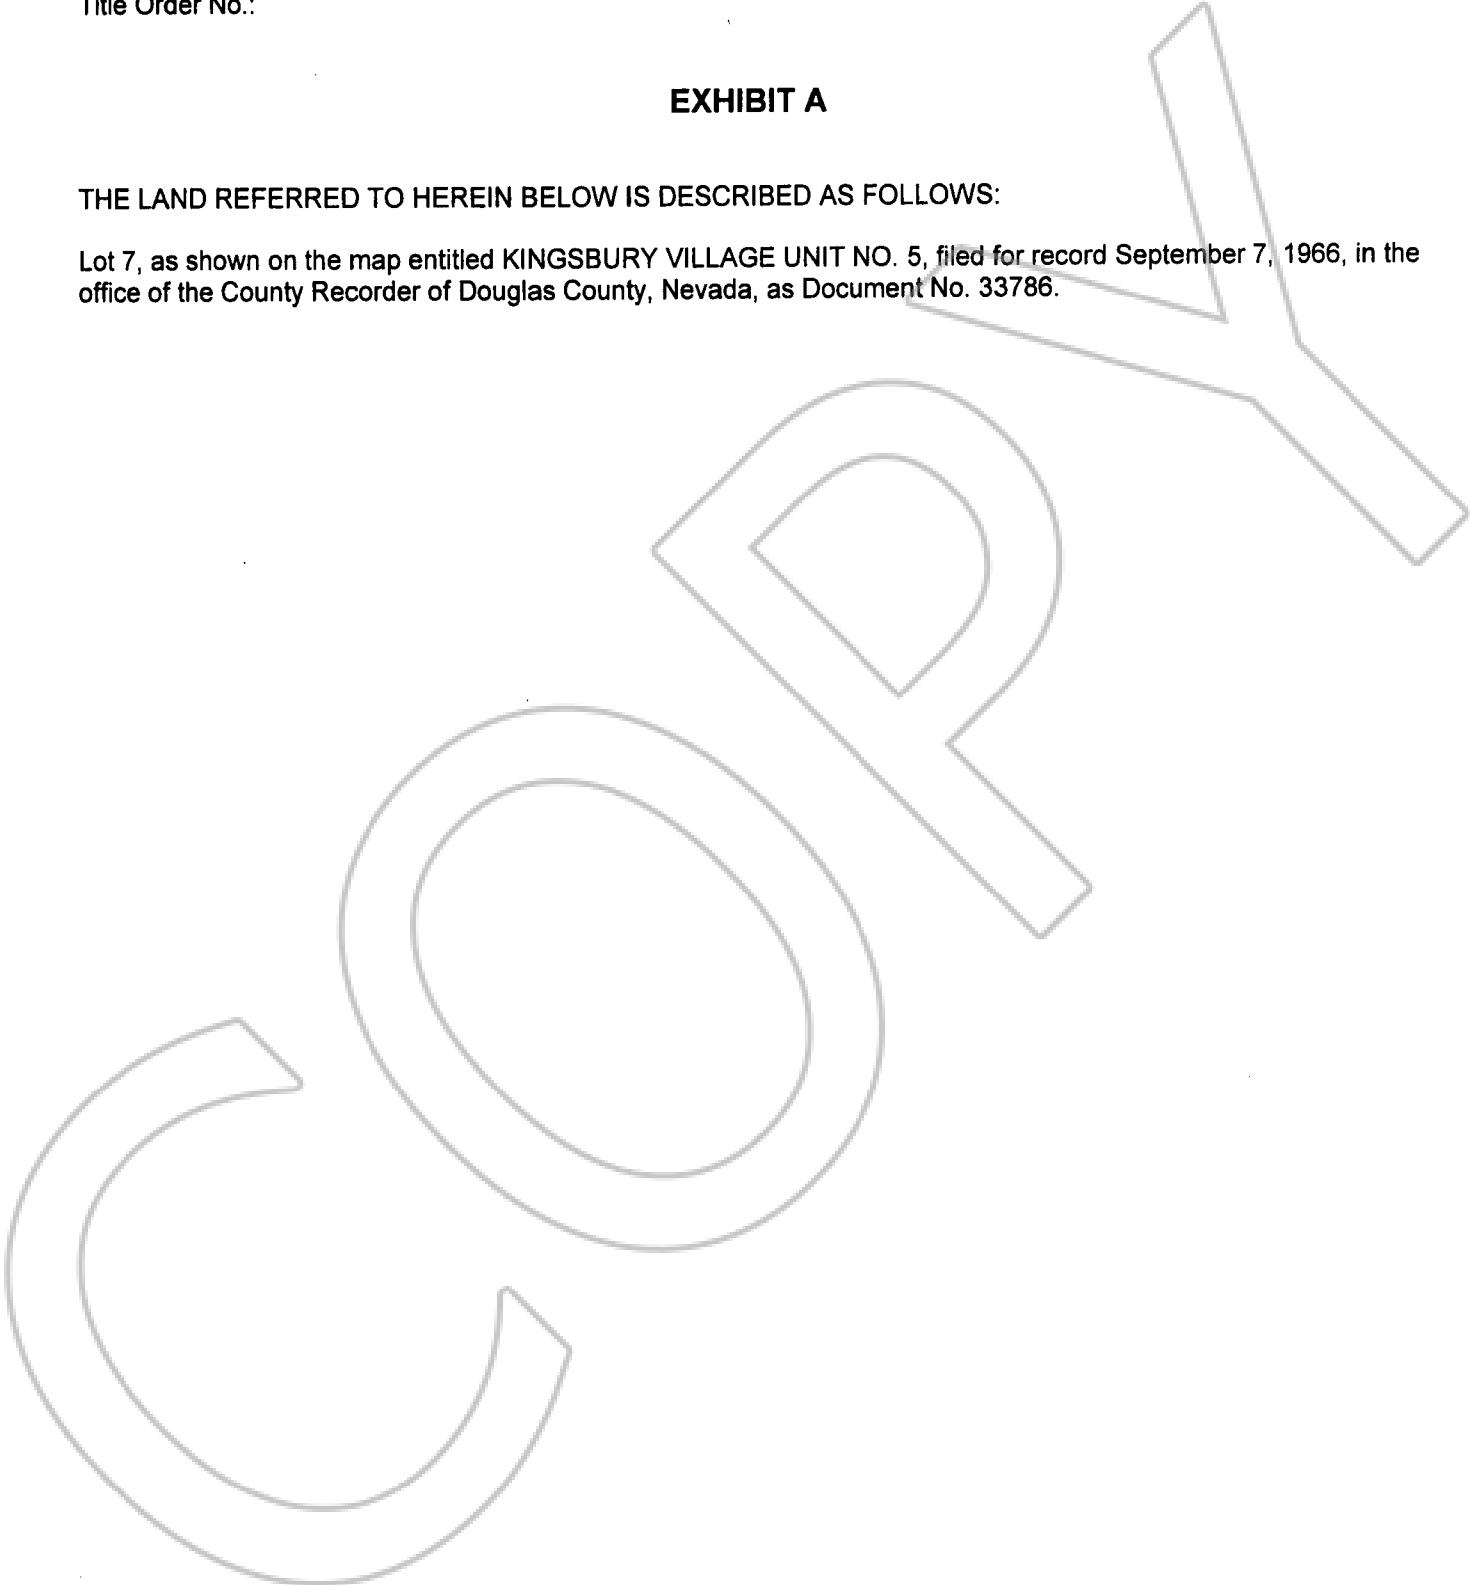 Title Order No.:
EXHIBIT A
THE LAND REFERRED TO HEREIN BELOW IS DESCRIBED AS FOLLOWS:
Lot 7, as shown on the map entitled KINGSBURY VILLAGE UNIT NO. 5, filed for record September 7, 1966, in the
office of the County Recorder of Douglas County, Nevada, as Document No. 33786.
COPY